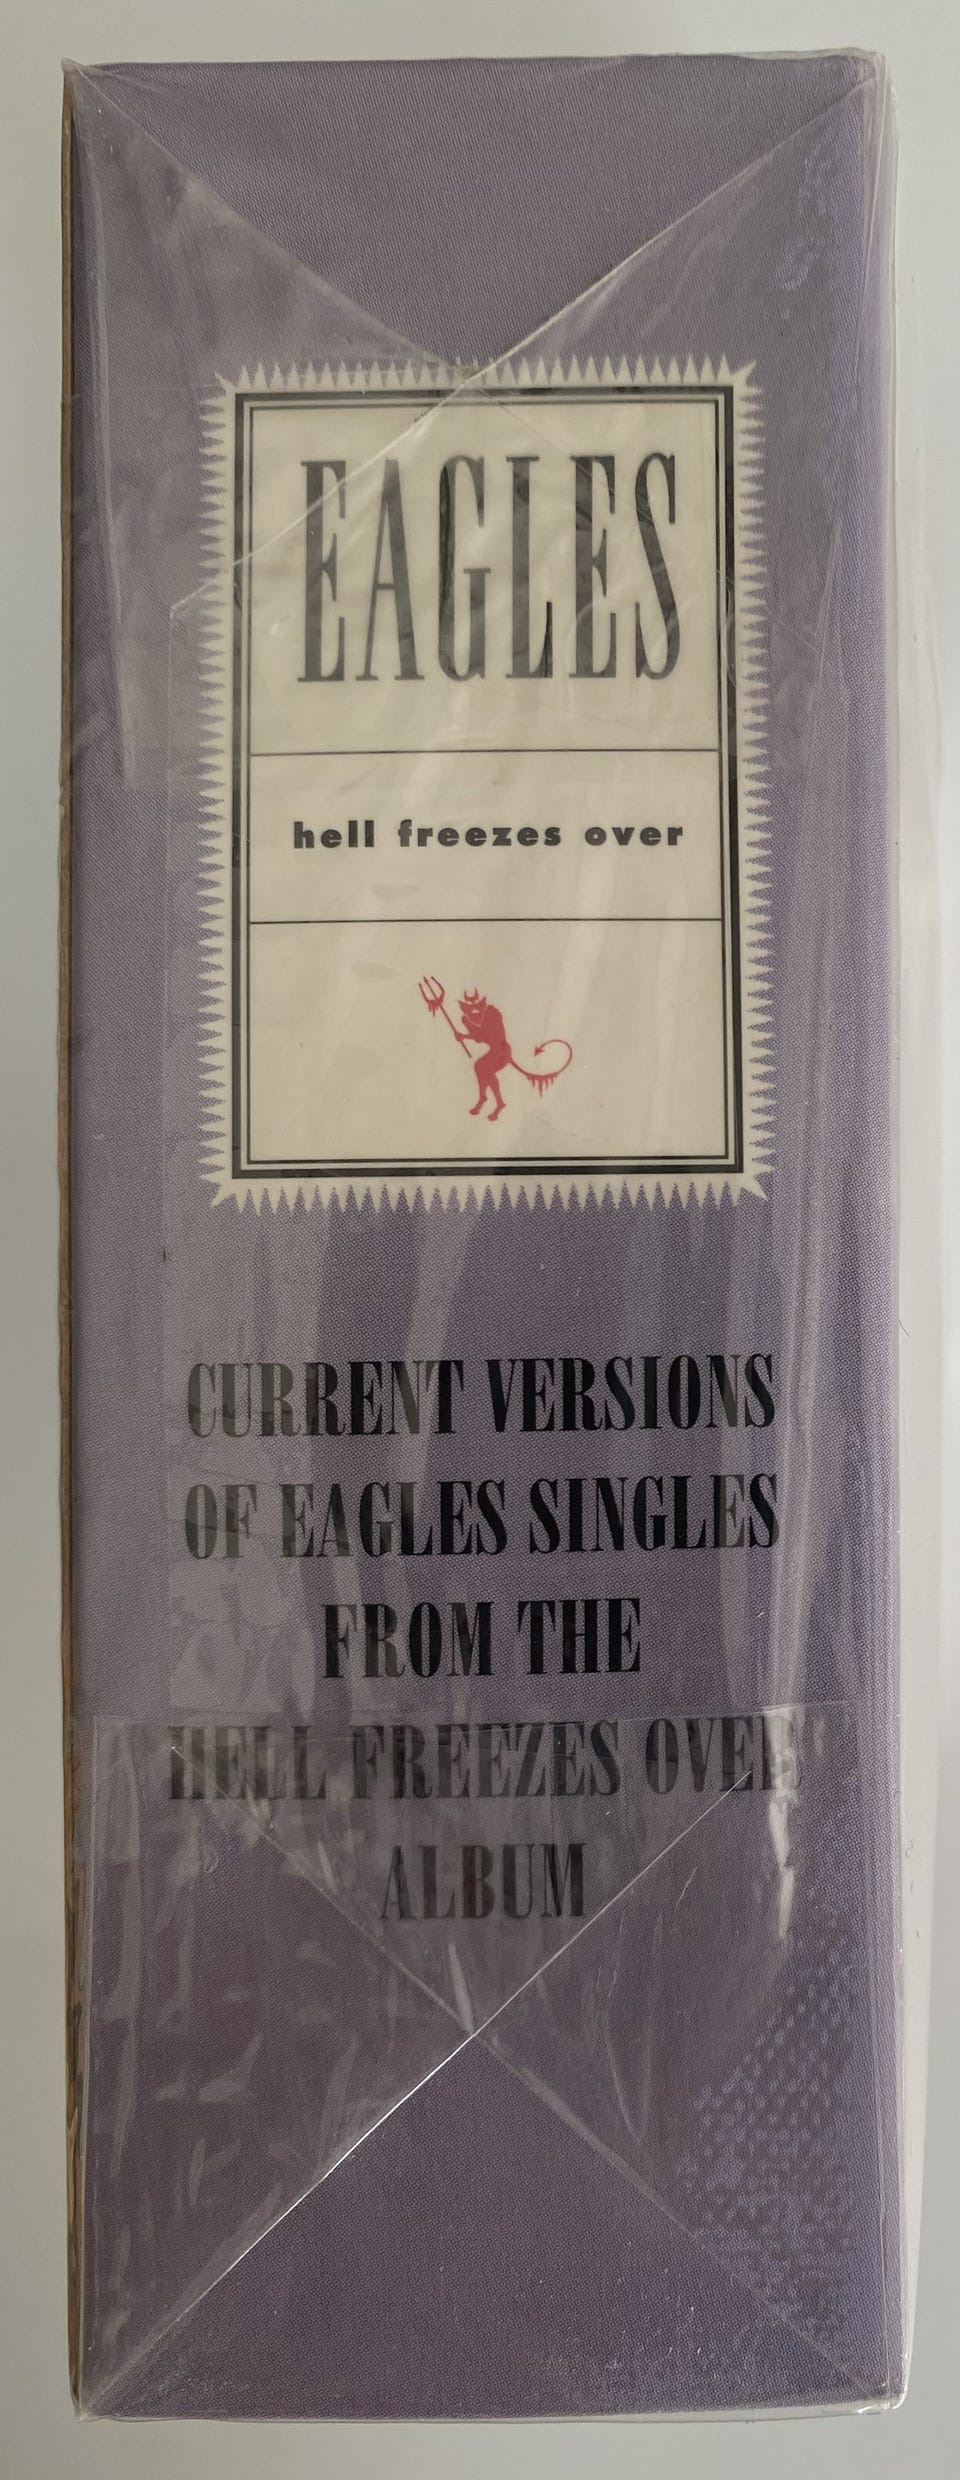 EAGLES
hell freezes over
CURRENT VERSIONS
OF EAGLES SINGLES
FROM THE
HELL FREEZES OVER
ALBUM